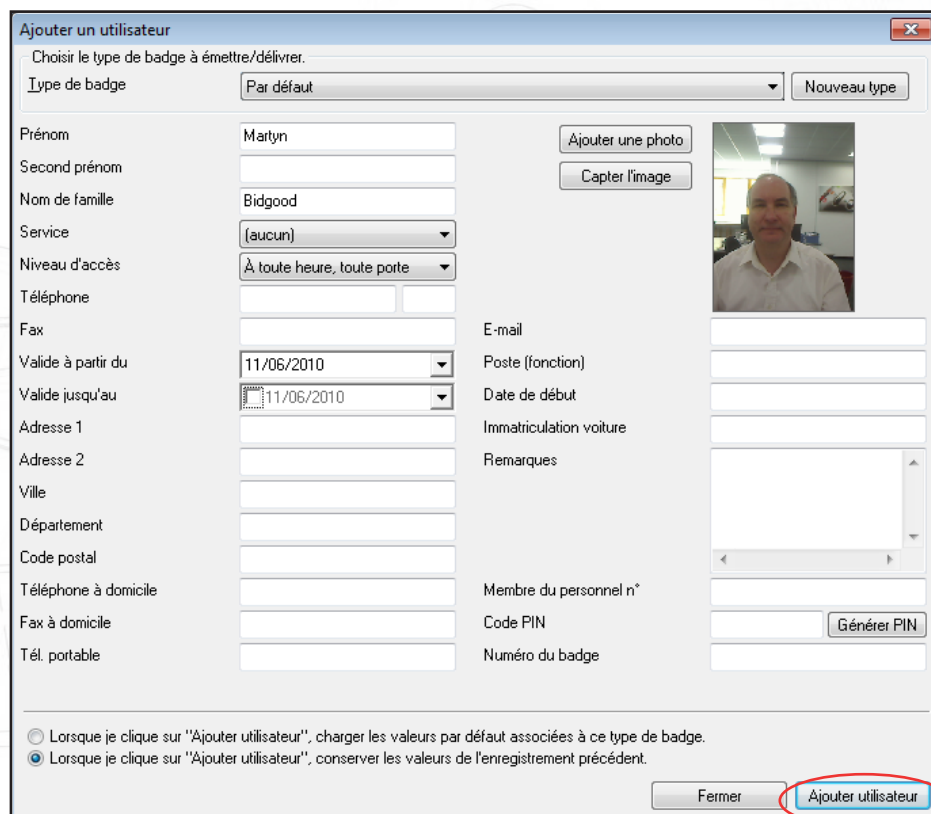 Ajouter un utilisateur
Choisir le type de badge à émettre/délivrer.
Type de badge Par défaut Nouveau type
Prénom Martyn Ajouter une photo
Second prénom Capter l'image
Nom de famille Bidgood
Service (aucun)
Niveau d'accès À toute heure, toute porte
Téléphone
Fax E-mail
Valide à partir du 11/06/2010 Poste (fonction)
Valide jusqu'au 11/06/2010 Date de début
Adresse 1 Immatriculation voiture
Adresse 2 Remarques
Ville
Département
Code postal
Téléphone à domicile Membre du personnel n°
Fax à domicile Code PIN Générer PIN
Tél. portable Numéro du badge
Lorsque je clique sur "Ajouter utilisateur", charger les valeurs par défaut associées à ce type de badge.
Lorsque je clique sur "Ajouter utilisateur", conserver les valeurs de l'enregistrement précédent.
Fermer Ajouter utilisateur